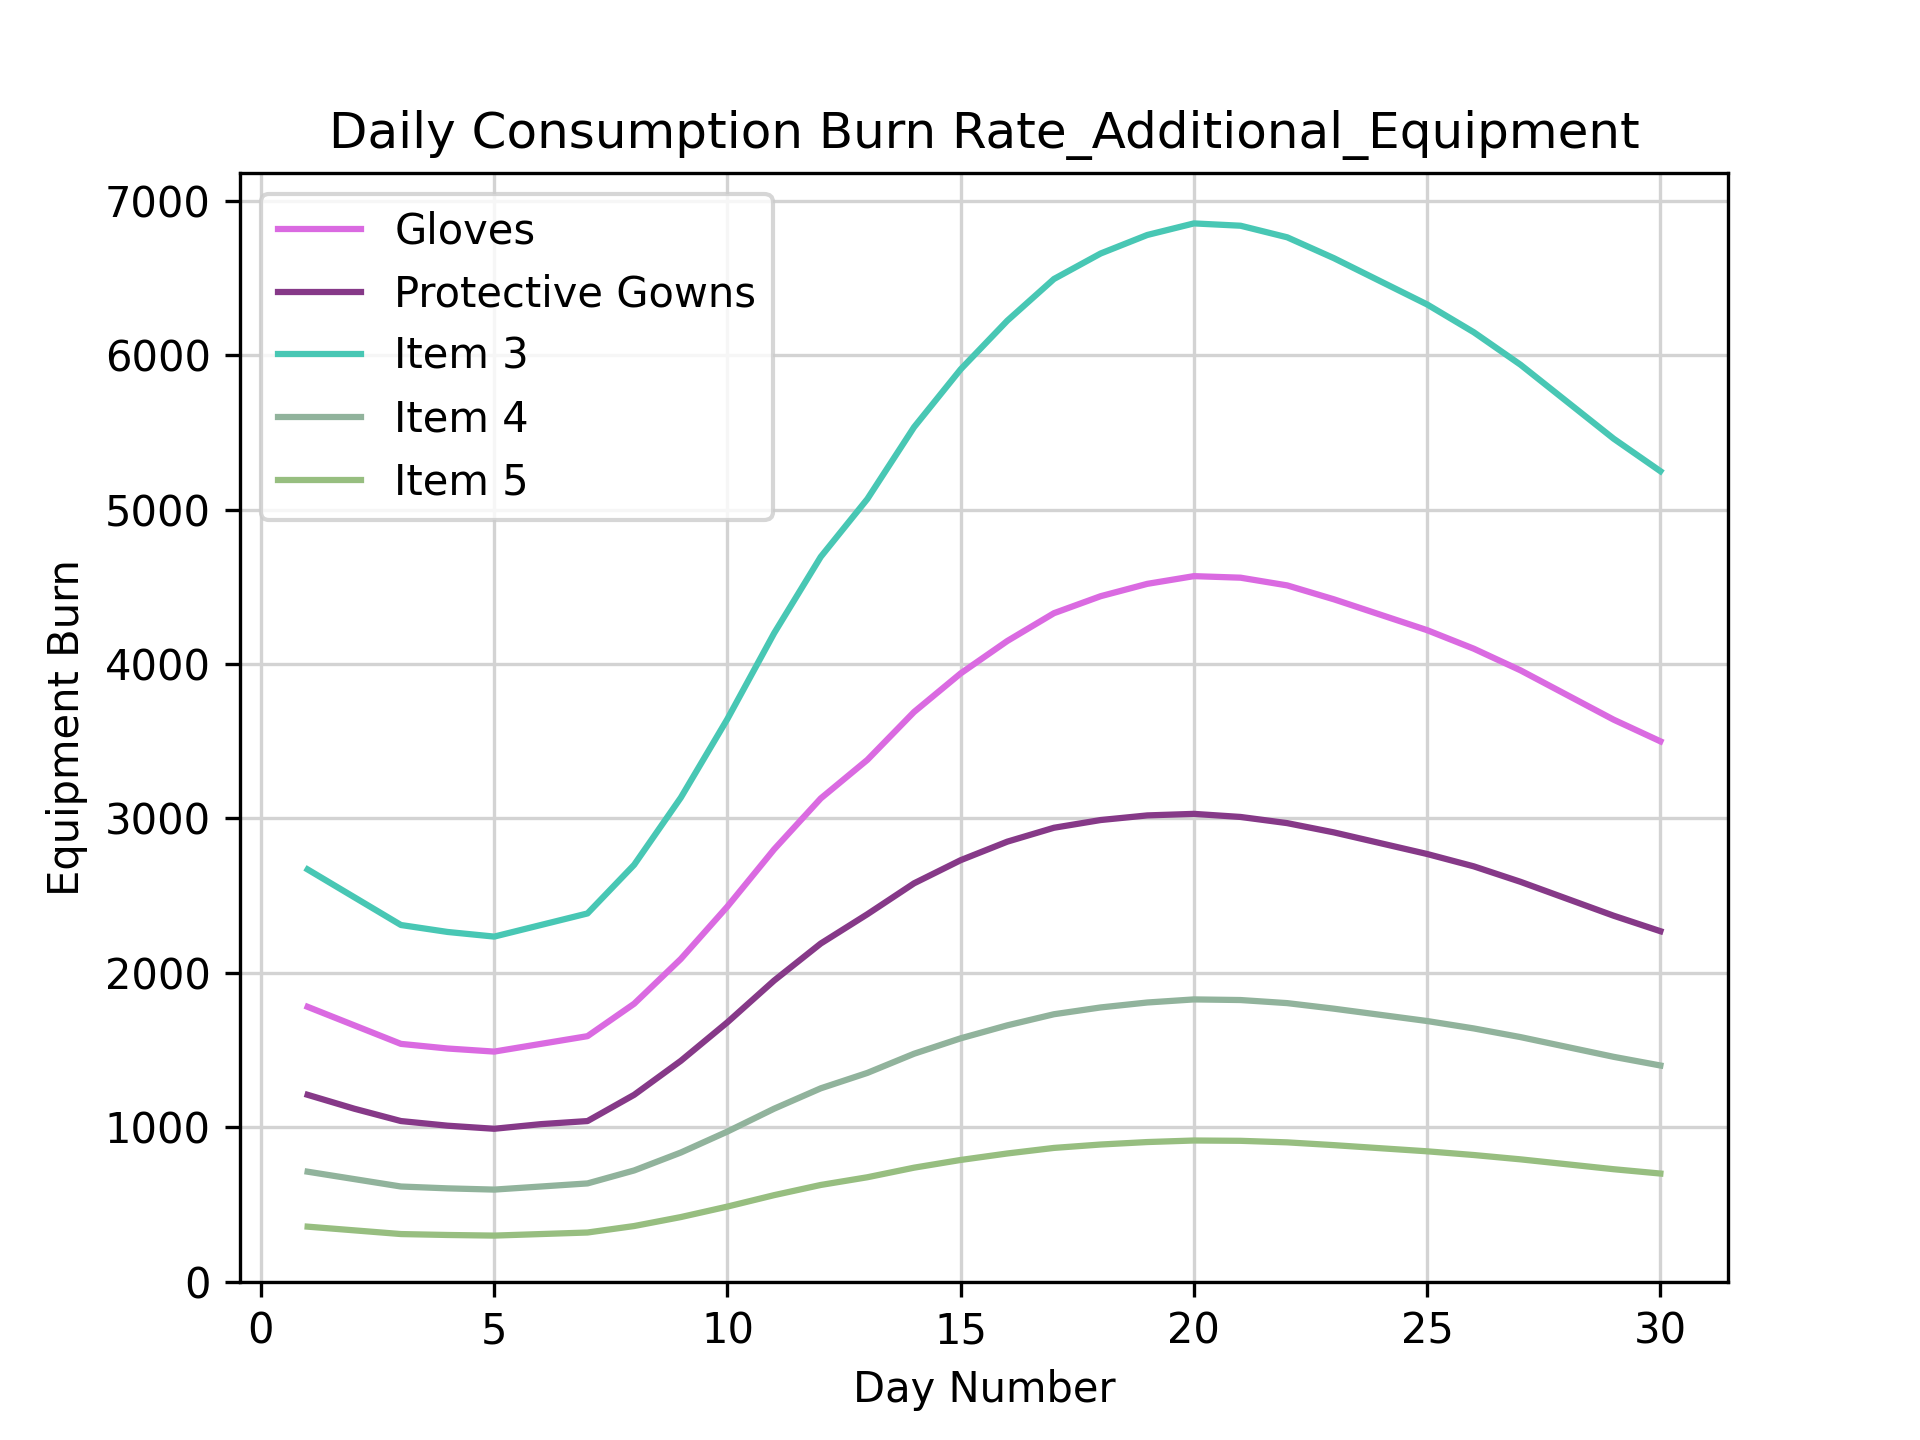 Daily Consumption Burn Rate_Additional_Equipment
Gloves
Protective Gowns
Item 3
Item 4
Item 5
7000
6000
5000
4000
3000
2000
1000
0
Equipment Burn
0 5 10 15 20 25 30
Day Number